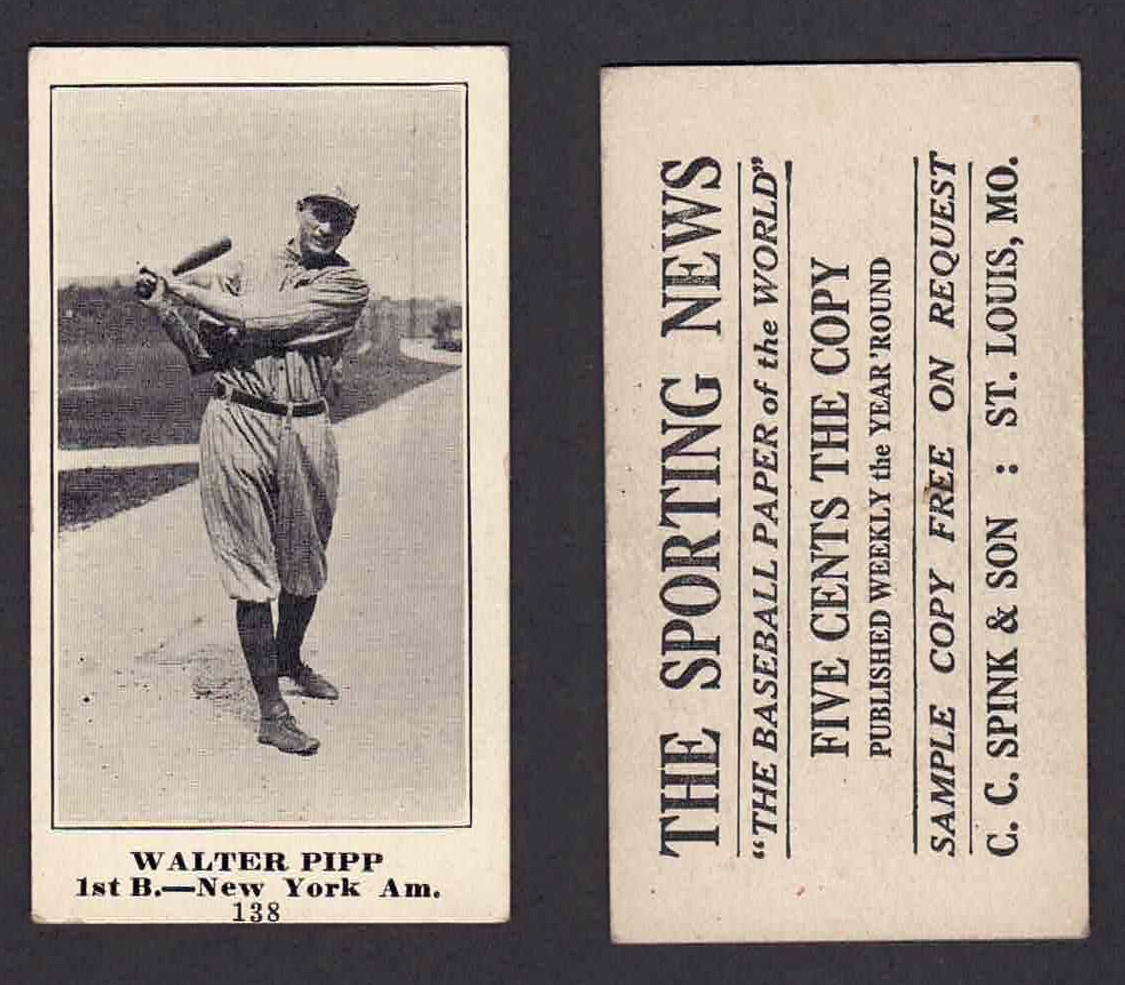 WALTER PIPP
1st B.—New York Am.
138
THE SPORTING NEWS
“THE BASEBALL PAPER of the WORLD”
FIVE CENTS THE COPY
PUBLISHED WEEKLY the YEAR 'ROUND
SAMPLE COPY FREE ON REQUEST
C. C. SPINK & SON : ST. LOUIS, MO.